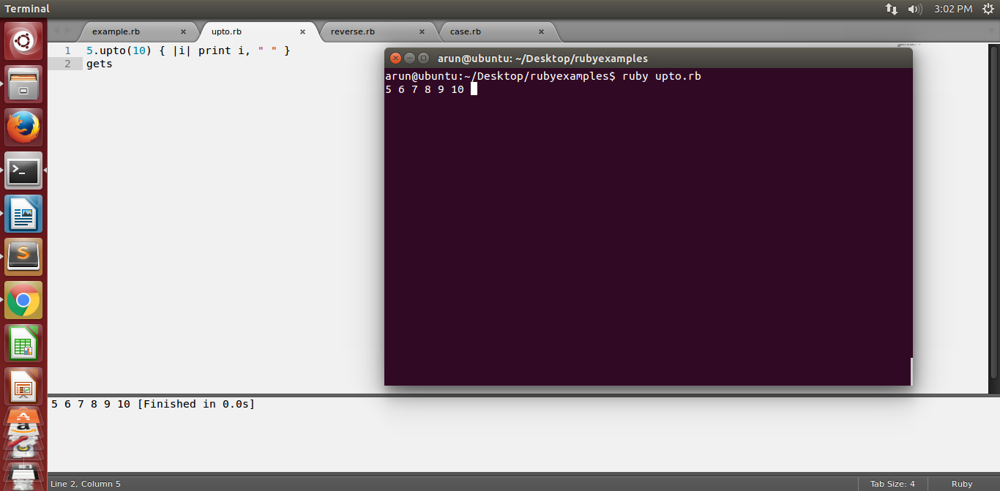 Terminal
3:02 PM
example.rb
upto.rb
reverse.rb
case.rb
1 5.upto(10) { |i| print i, " " }
2 gets
arun@ubuntu: ~/Desktop/rubyexamples
arun@ubuntu:~/Desktop/rubyexamples$ ruby upto.rb
5 6 7 8 9 10
5 6 7 8 9 10 [Finished in 0.0s]
Line 2, Column 5
Tab Size: 4
Ruby